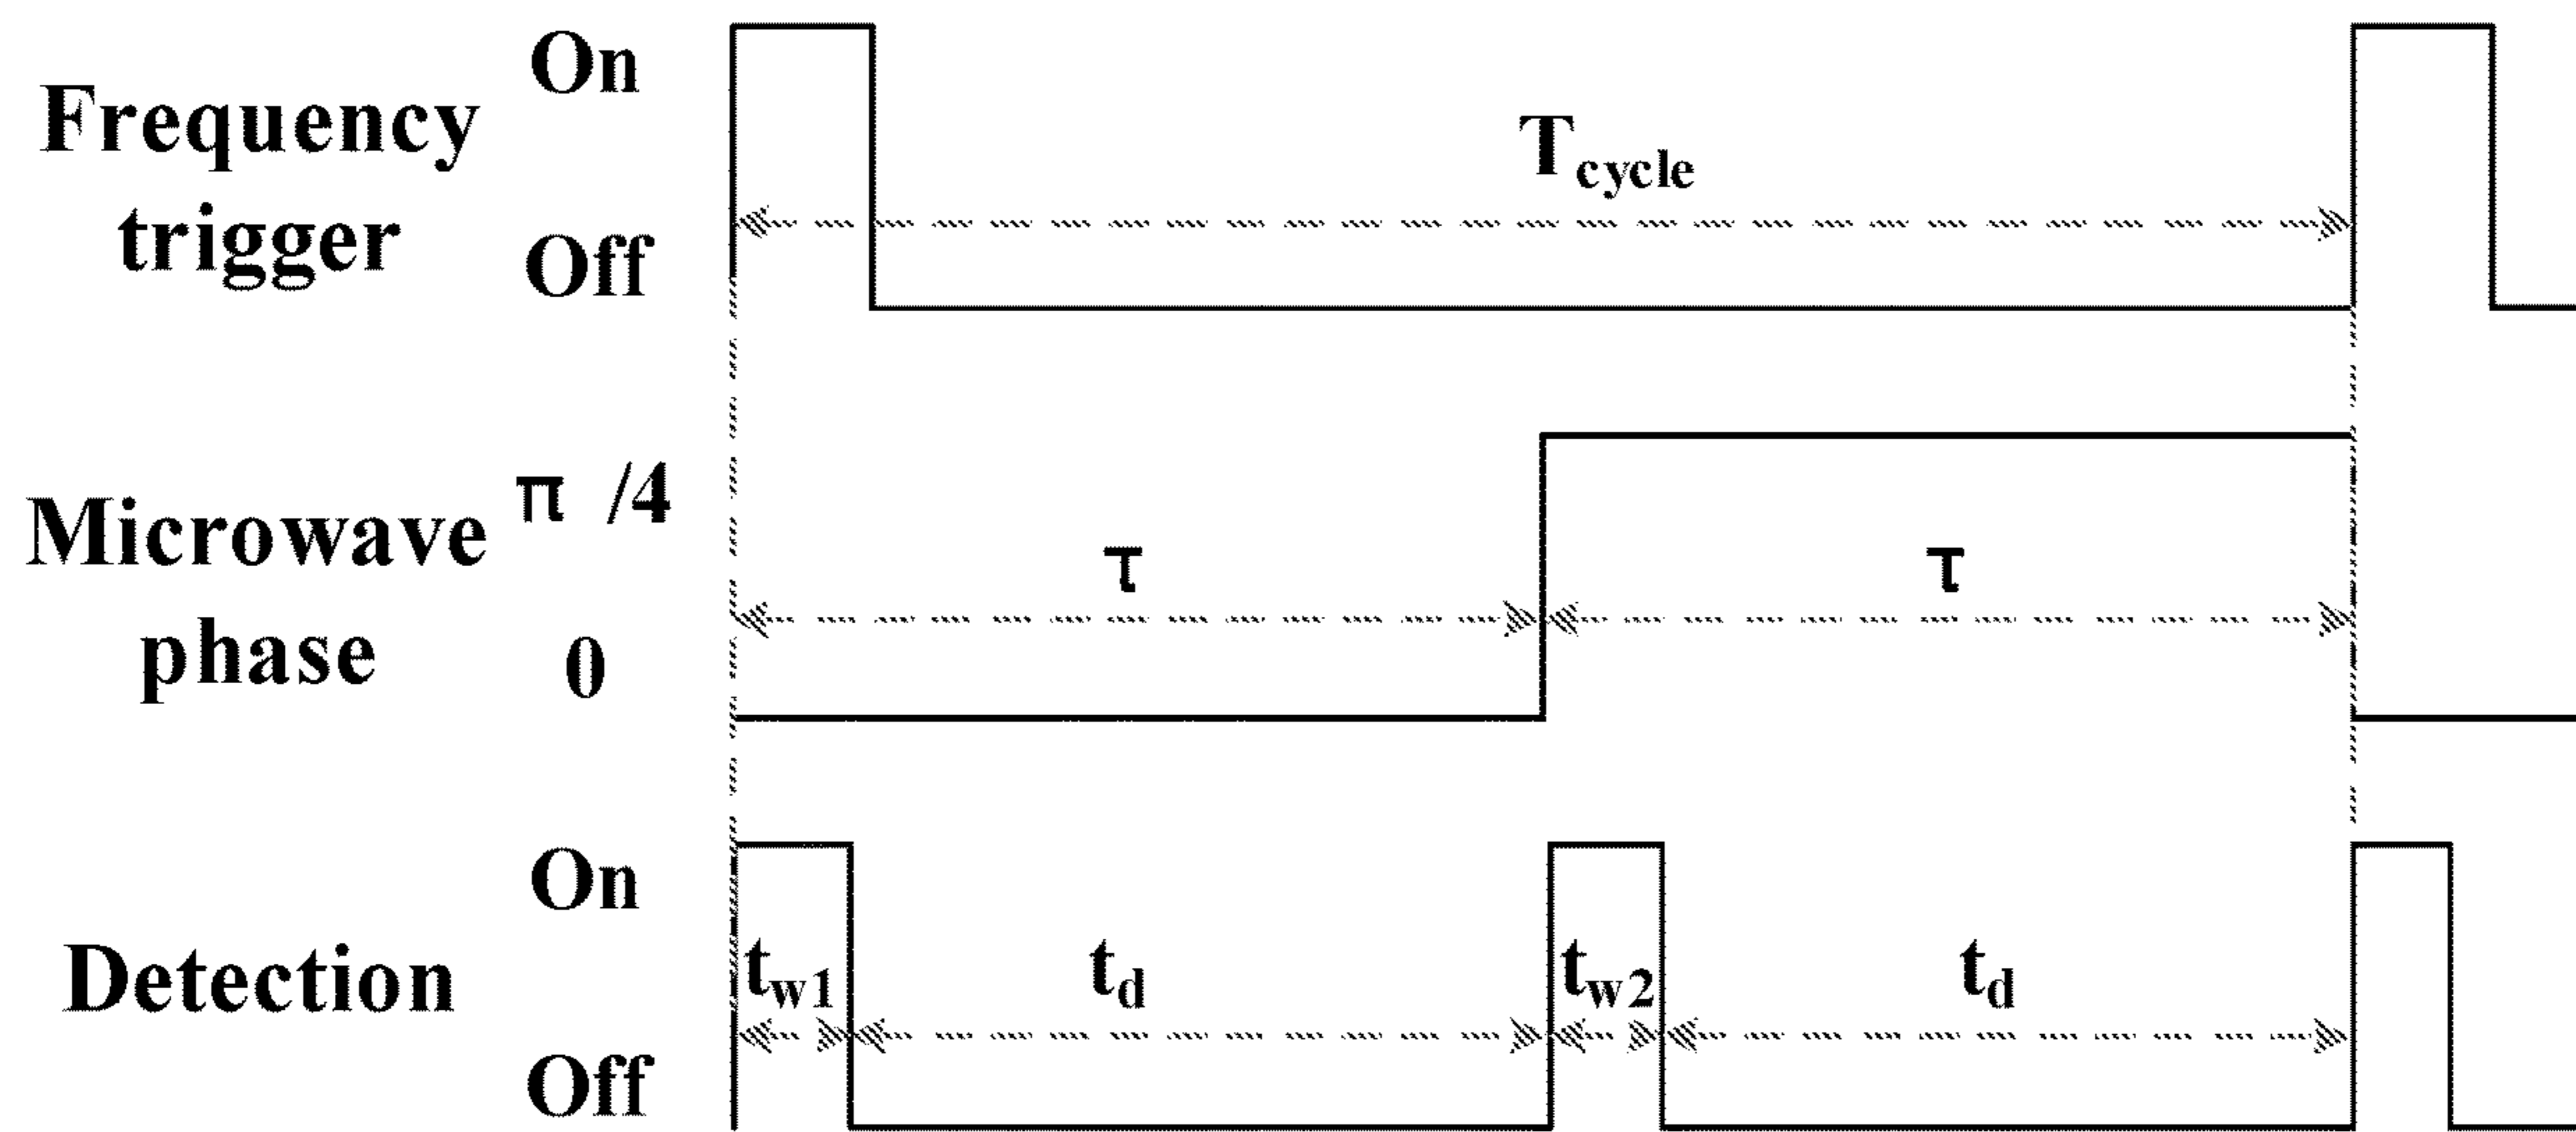 On
Frequency
trigger
Off
T_cycle
π /4
Microwave
phase
0
τ
τ
On
Detection
Off
t_w1
t_d
t_w2
t_d